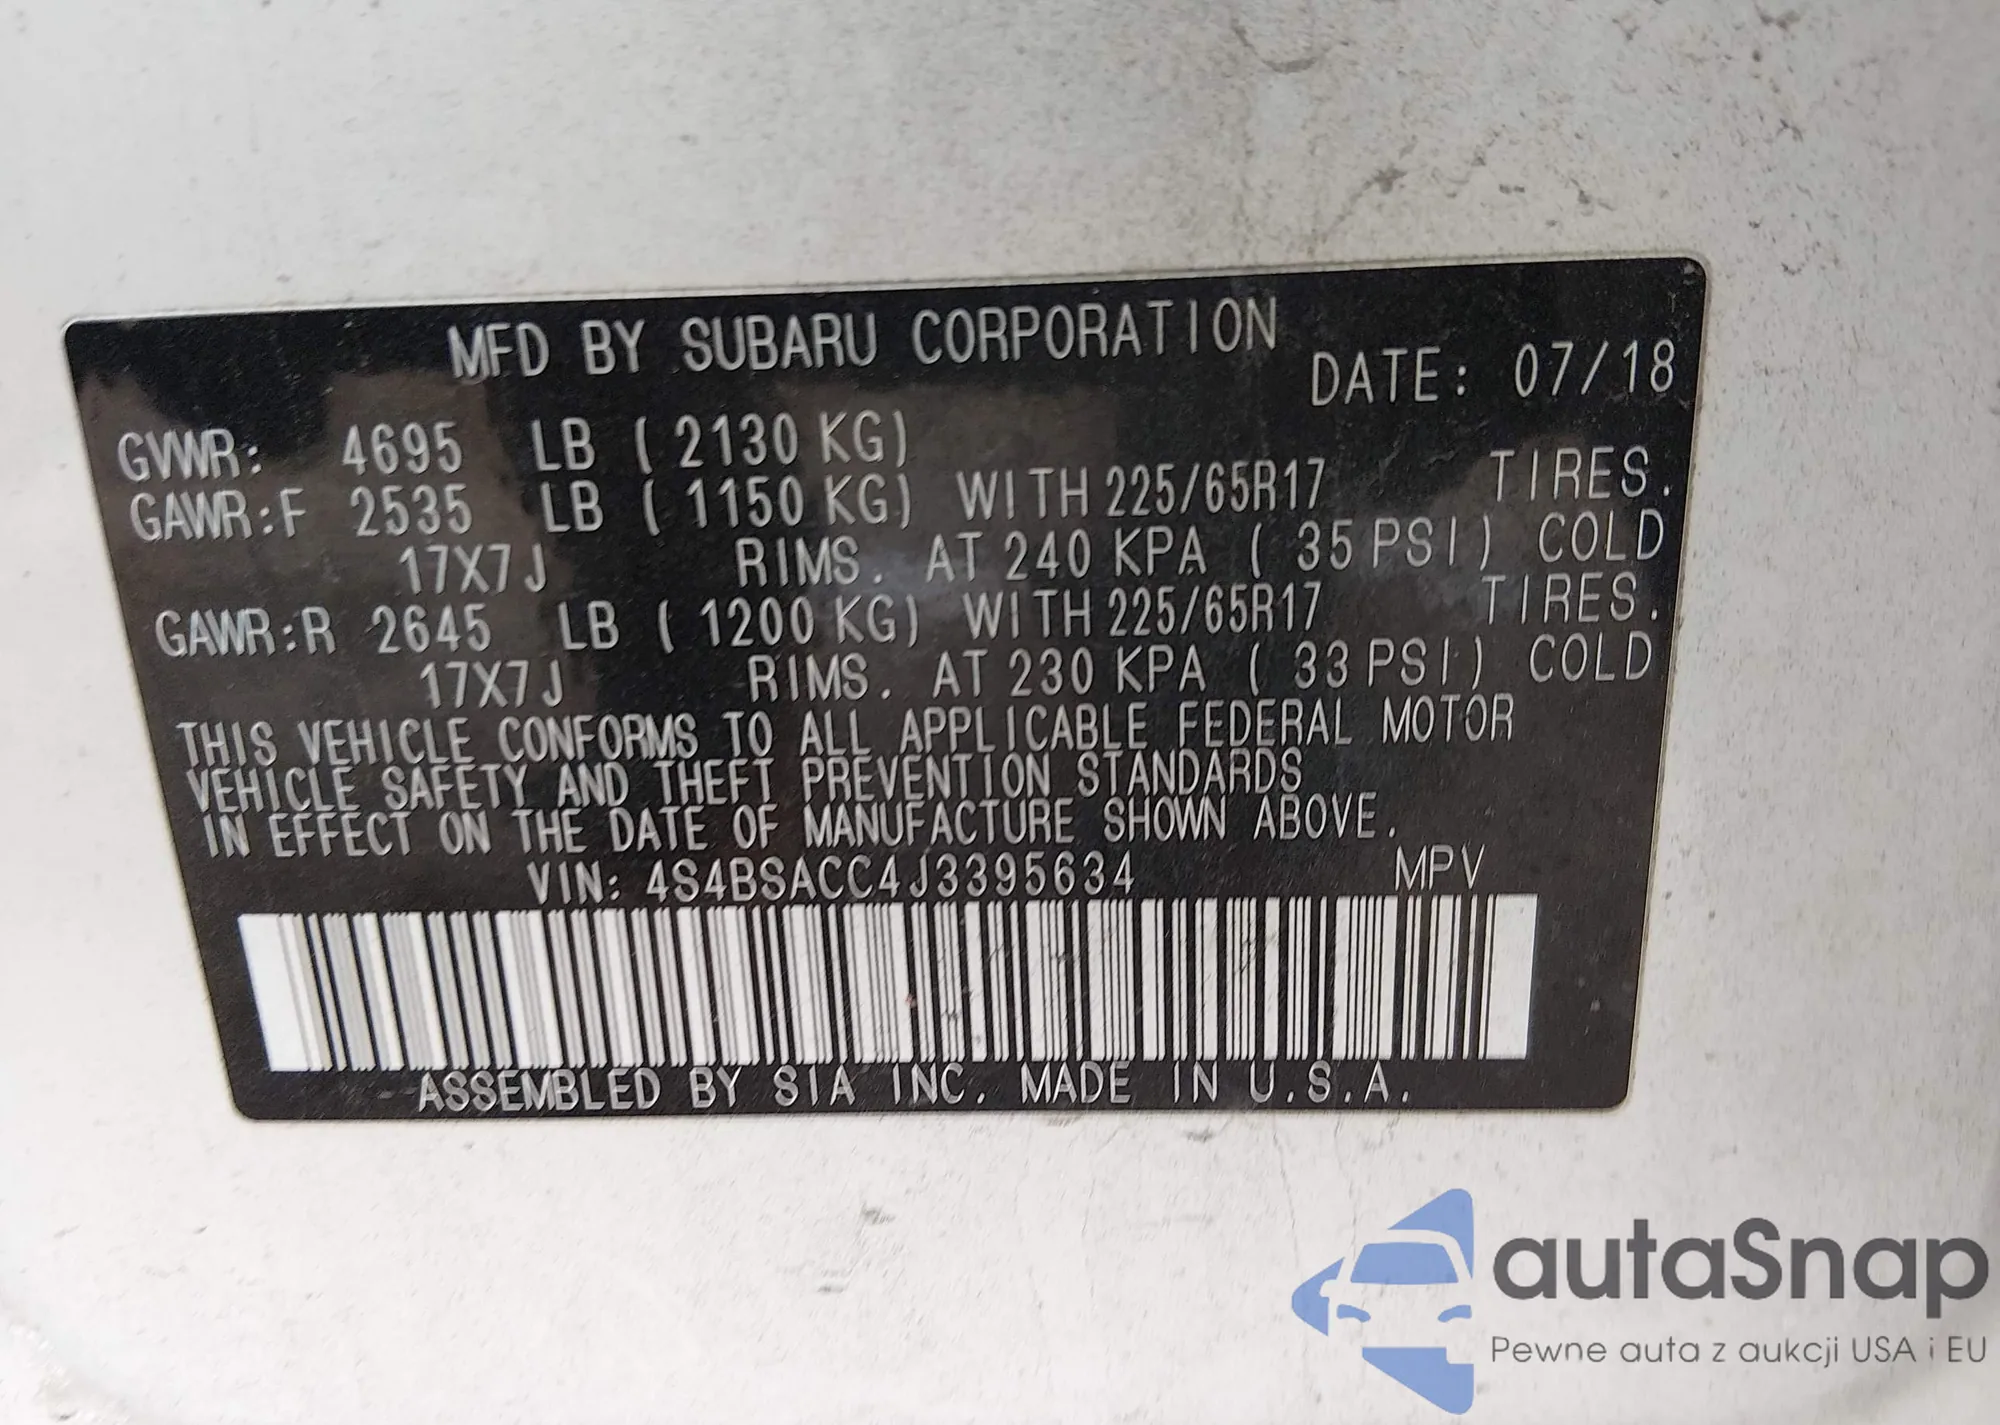 MFD BY SUBARU CORPORATION
DATE: 07/18
GVWR: 4695 LB ( 2130 KG)
GAWR:F 2535 LB ( 1150 KG) WITH 225/65R17 TIRES.
17X7J RIMS. AT 240 KPA ( 35 PSI) COLD
GAWR:R 2645 LB ( 1200 KG) WITH 225/65R17 TIRES.
17X7J RIMS. AT 230 KPA ( 33 PSI) COLD
THIS VEHICLE CONFORMS TO ALL APPLICABLE FEDERAL MOTOR
VEHICLE SAFETY AND THEFT PREVENTION STANDARDS
IN EFFECT ON THE DATE OF MANUFACTURE SHOWN ABOVE.
VIN: 4S4BSACC4J3395634 MPV
ASSEMBLED BY SIA INC. MADE IN U.S.A.
autaSnap
Pewne auta z aukcji USA i EU